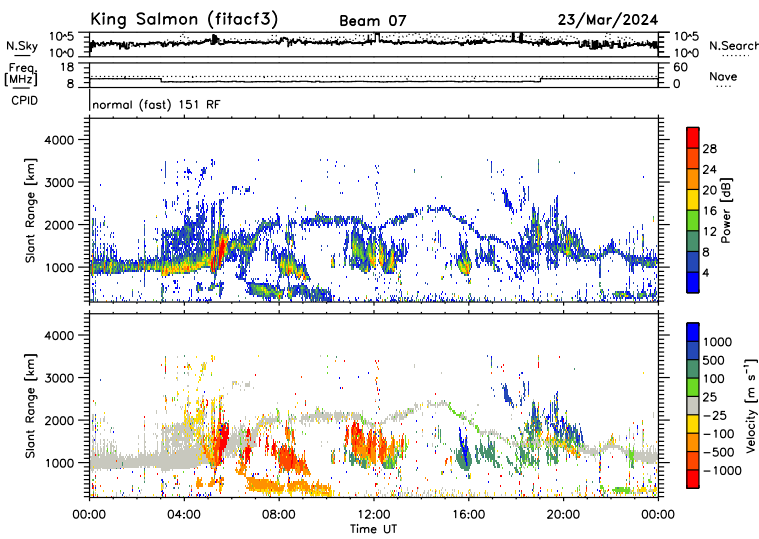 King Salmon (fitacf3) Beam 07 23/Mar/2024
N.Sky 10^5 10^0 10^5 10^0 N.Search
Freq. [MHz] 18 8 60 0 Nave
CPID normal (fast) 151 RF
Slant Range [km] 4000 3000 2000 1000
Power [dB] 28 24 20 16 12 8 4
Slant Range [km] 4000 3000 2000 1000
Velocity [m s⁻¹] 1000 500 100 25 −25 −100 −500 −1000
00:00 04:00 08:00 12:00 16:00 20:00 00:00
Time UT